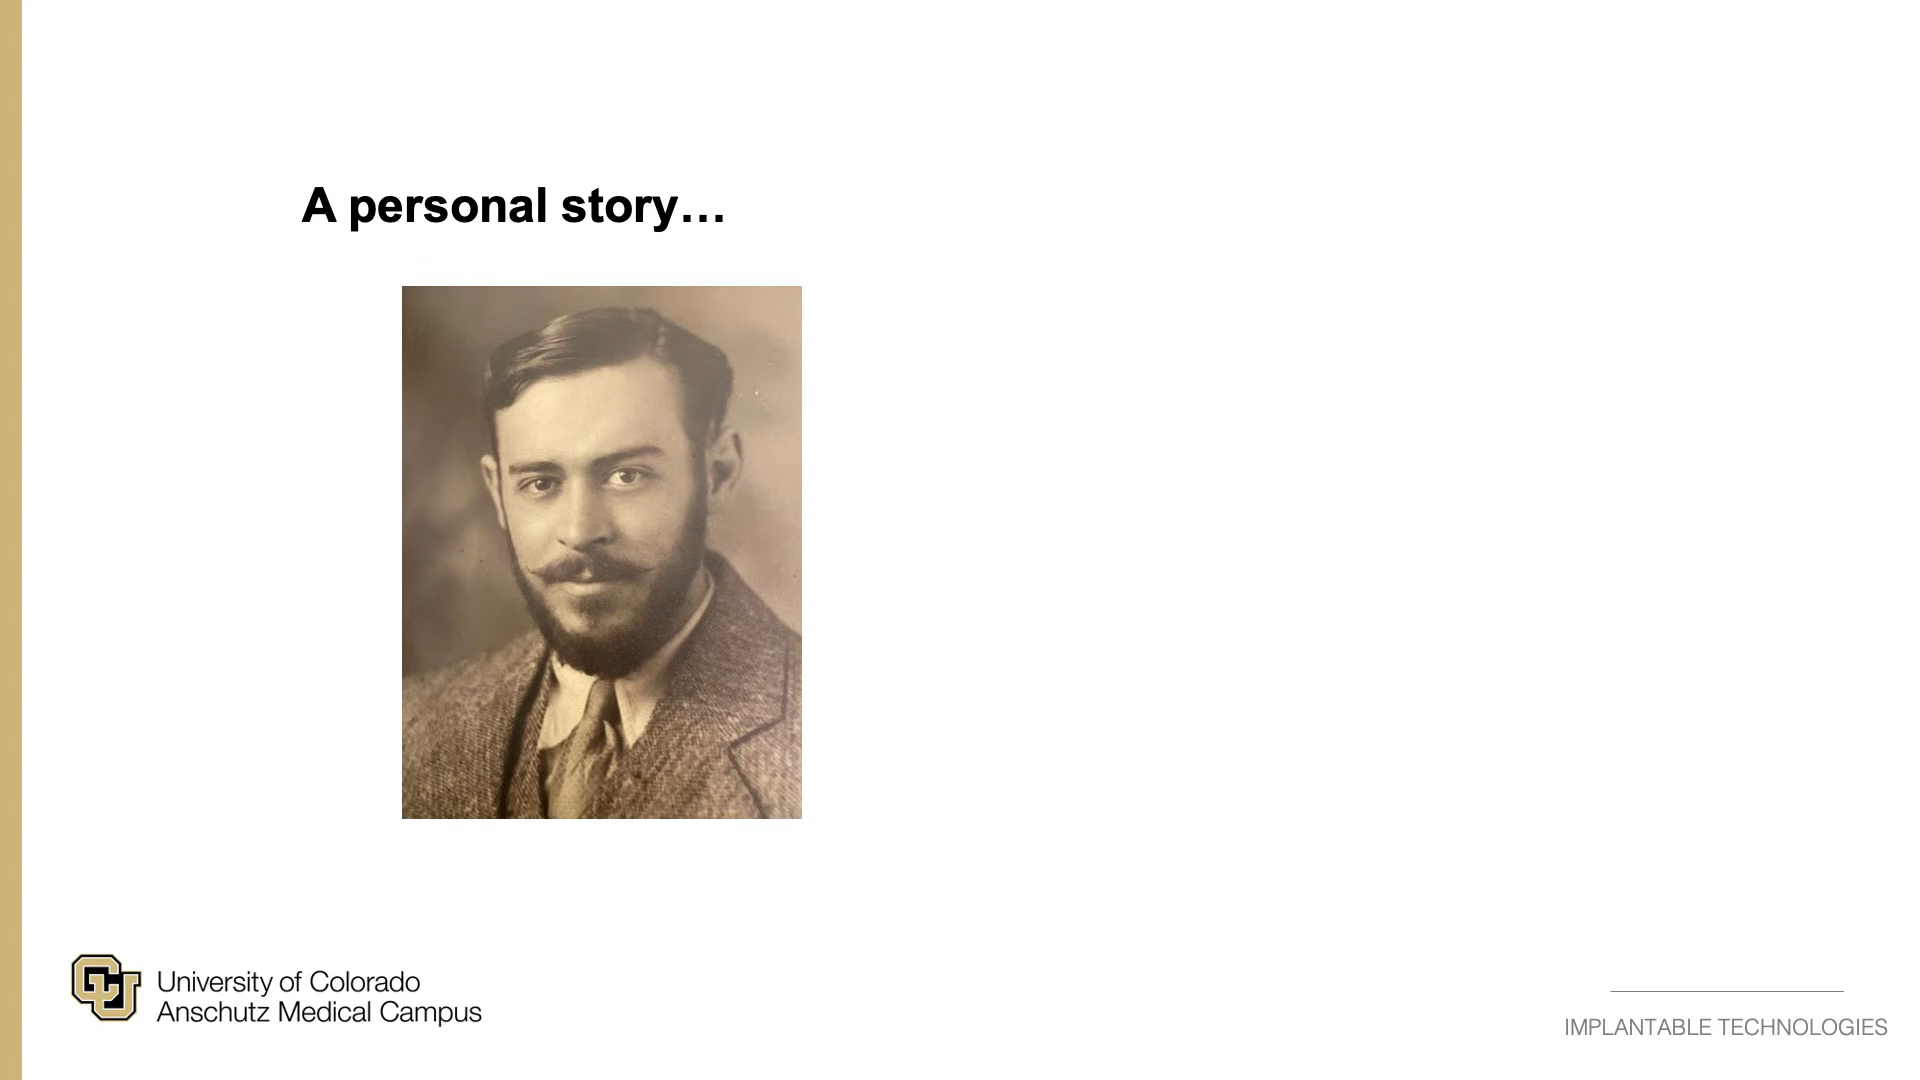 A personal story…
University of Colorado
Anschutz Medical Campus
IMPLANTABLE TECHNOLOGIES